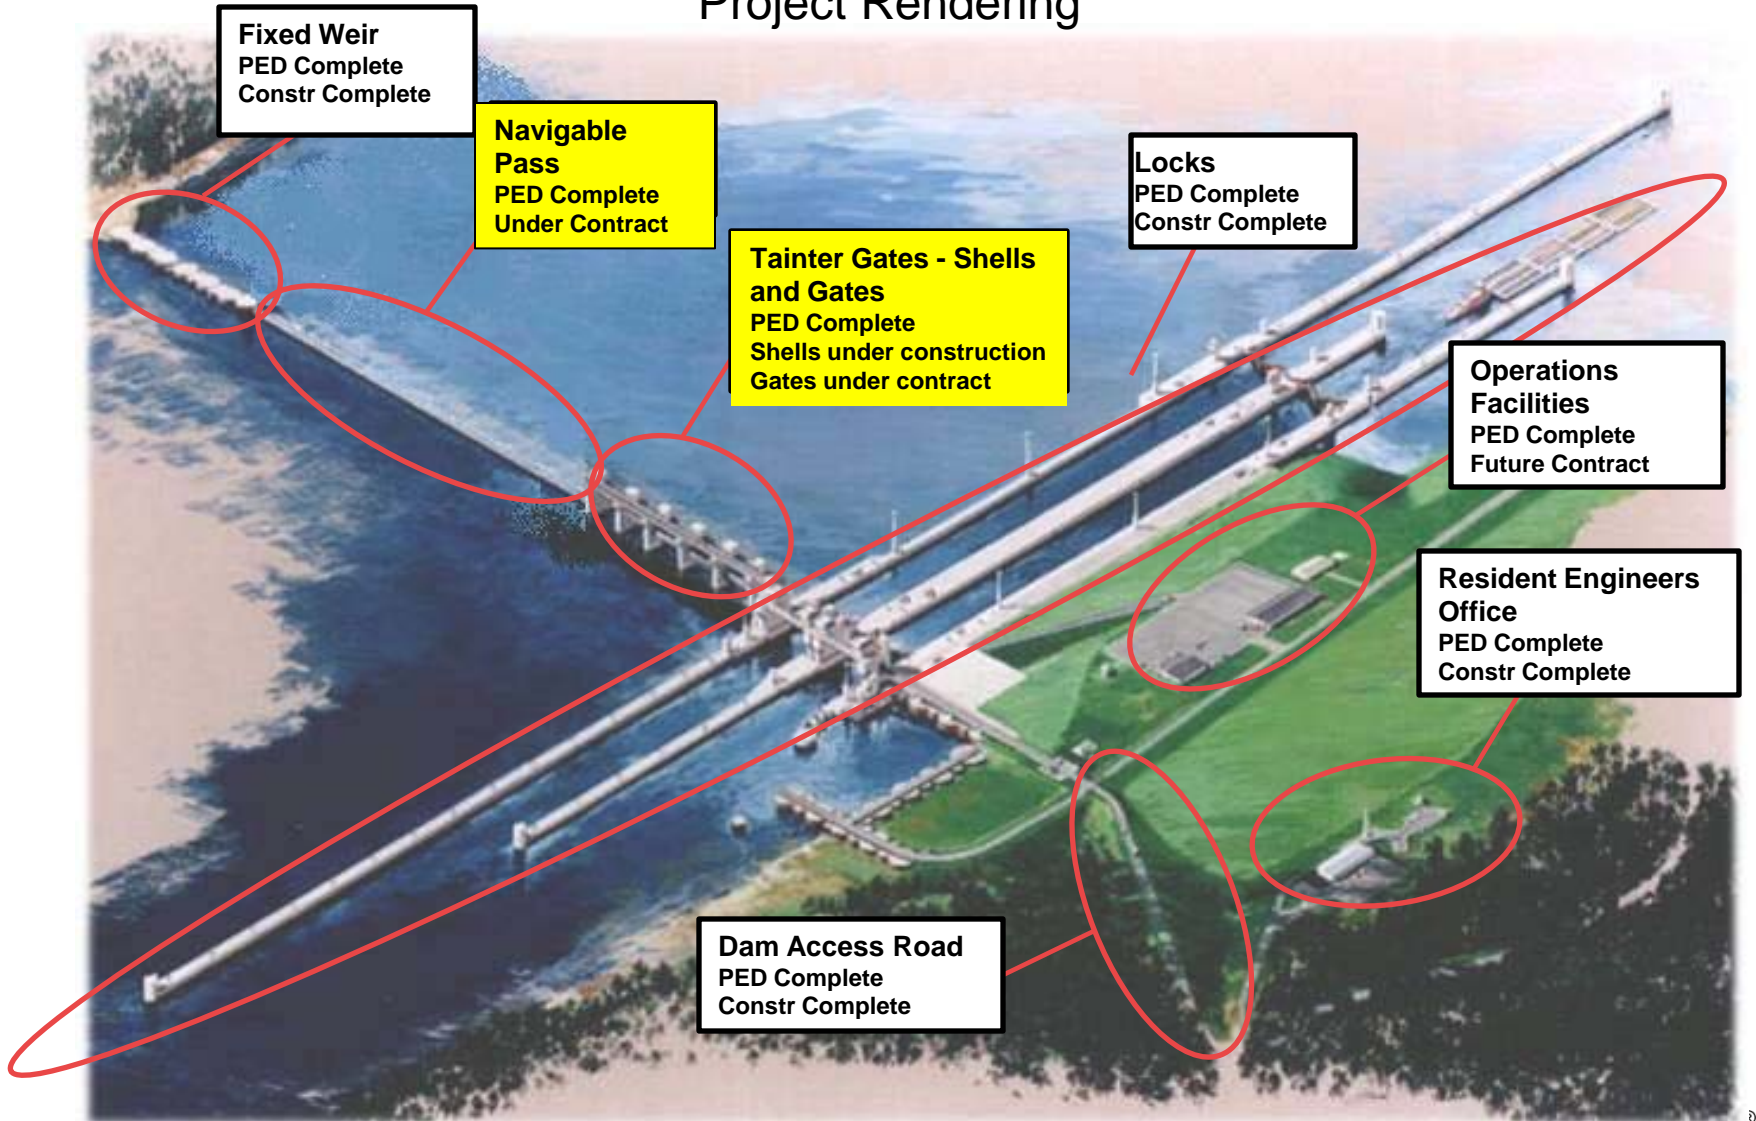 Project Rendering
Fixed Weir
PED Complete
Constr Complete
Navigable
Pass
PED Complete
Under Contract
Tainter Gates - Shells
and Gates
PED Complete
Shells under construction
Gates under contract
Locks
PED Complete
Constr Complete
Operations
Facilities
PED Complete
Future Contract
Resident Engineers
Office
PED Complete
Constr Complete
Dam Access Road
PED Complete
Constr Complete
®